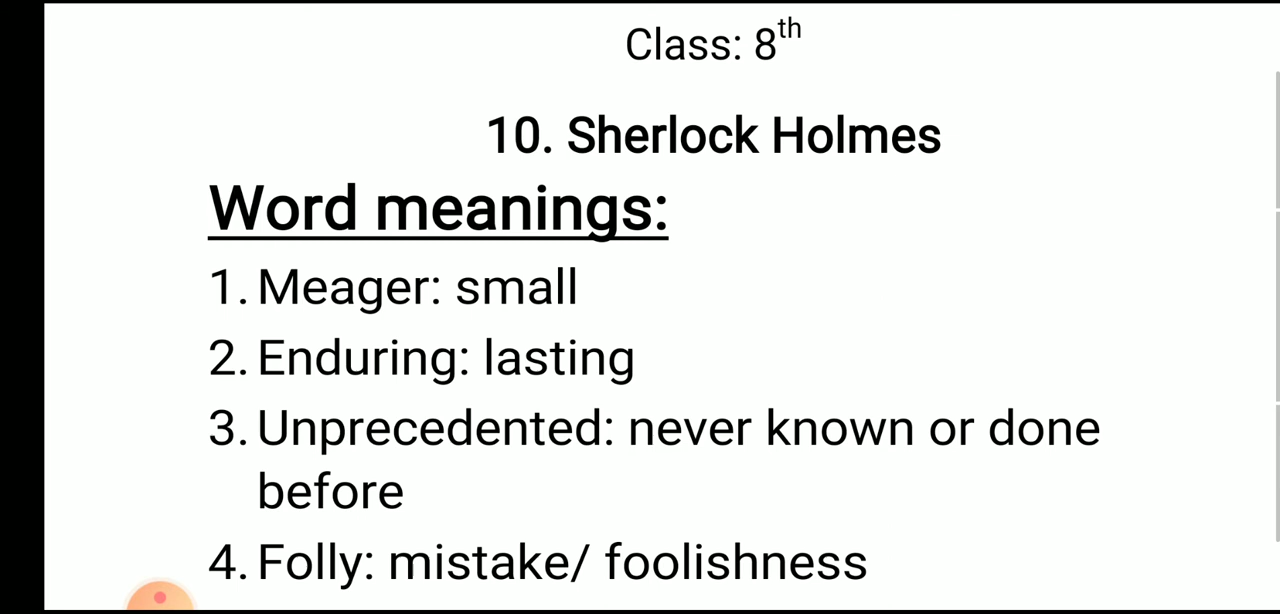 Class: 8th
10. Sherlock Holmes
Word meanings:
1. Meager: small
2. Enduring: lasting
3. Unprecedented: never known or done
before
4. Folly: mistake/ foolishness